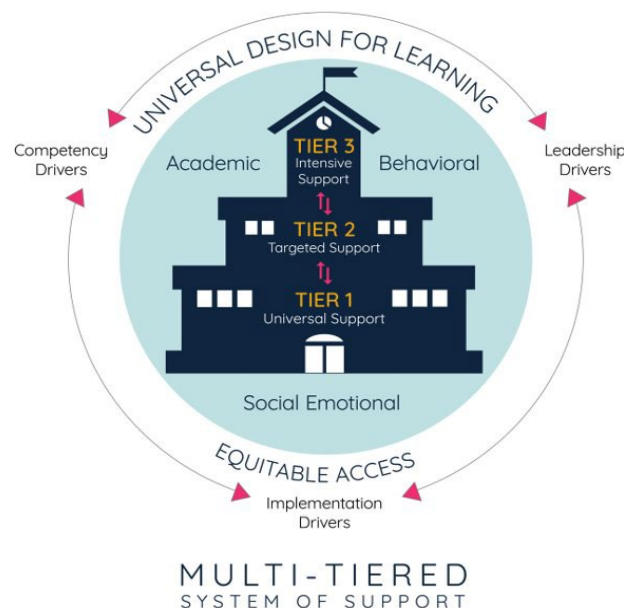 UNIVERSAL DESIGN FOR LEARNING
Competency
Drivers
Leadership
Drivers
Academic
Behavioral
TIER 3
Intensive
Support
TIER 2
Targeted Support
TIER 1
Universal Support
Social Emotional
EQUITABLE ACCESS
Implementation
Drivers
MULTI-TIERED
SYSTEM OF SUPPORT